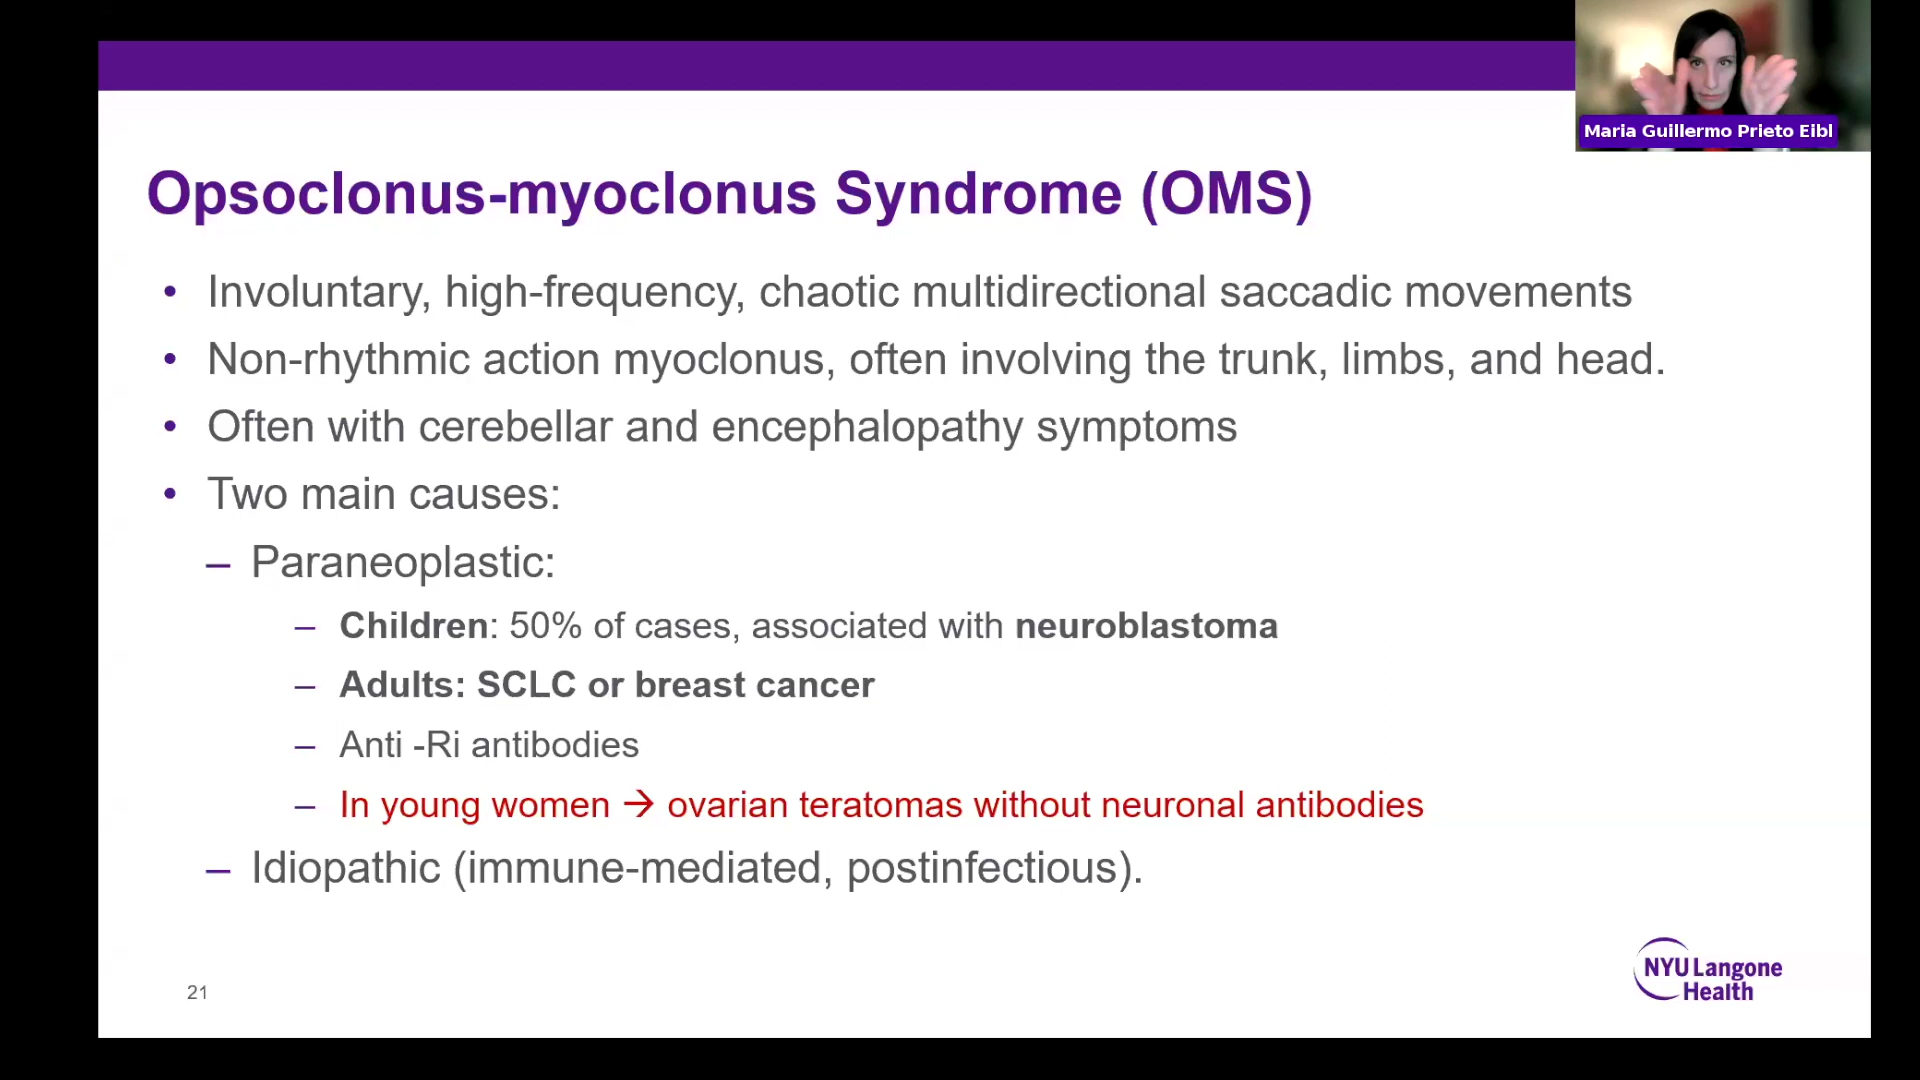 Maria Guillermo Prieto Eibl
Opsoclonus-myoclonus Syndrome (OMS)
• Involuntary, high-frequency, chaotic multidirectional saccadic movements
• Non-rhythmic action myoclonus, often involving the trunk, limbs, and head.
• Often with cerebellar and encephalopathy symptoms
• Two main causes:
– Paraneoplastic:
– Children: 50% of cases, associated with neuroblastoma
– Adults: SCLC or breast cancer
– Anti -Ri antibodies
– In young women → ovarian teratomas without neuronal antibodies
– Idiopathic (immune-mediated, postinfectious).
21
NYU Langone
Health